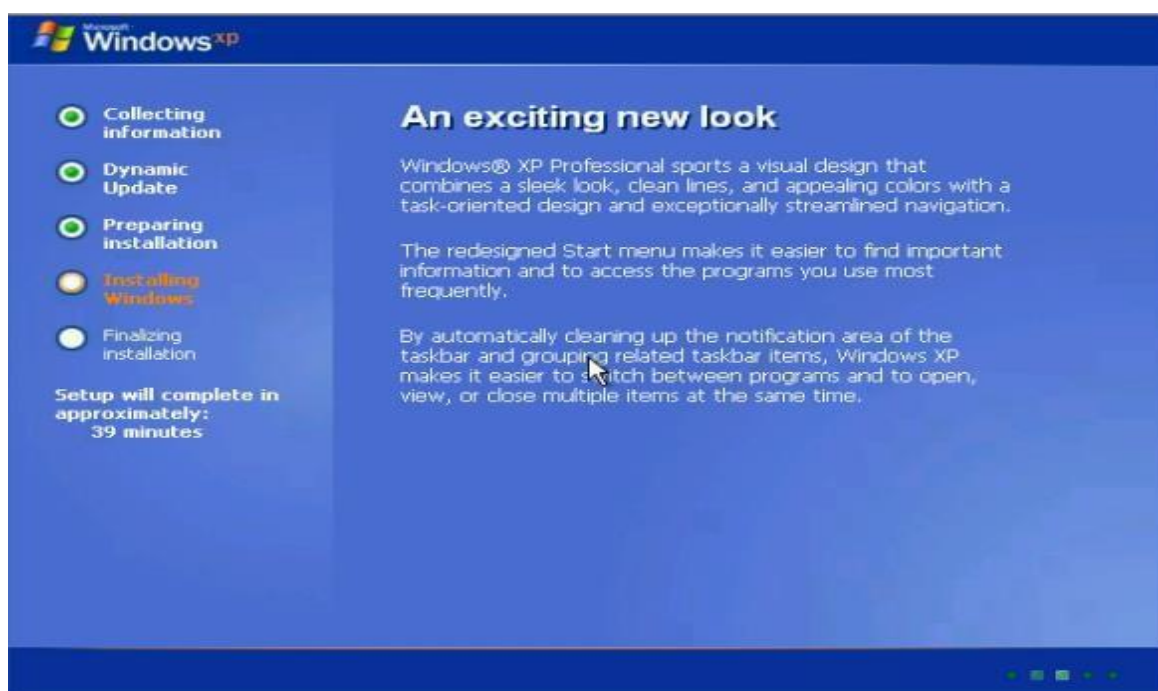 Microsoft
Windows xp
Collecting
information
Dynamic
Update
Preparing
installation
Installing
Windows
Finalizing
installation
Setup will complete in
approximately:
39 minutes
An exciting new look
Windows® XP Professional sports a visual design that
combines a sleek look, clean lines, and appealing colors with a
task-oriented design and exceptionally streamlined navigation.
The redesigned Start menu makes it easier to find important
information and to access the programs you use most
frequently.
By automatically cleaning up the notification area of the
taskbar and grouping related taskbar items, Windows XP
makes it easier to switch between programs and to open,
view, or close multiple items at the same time.